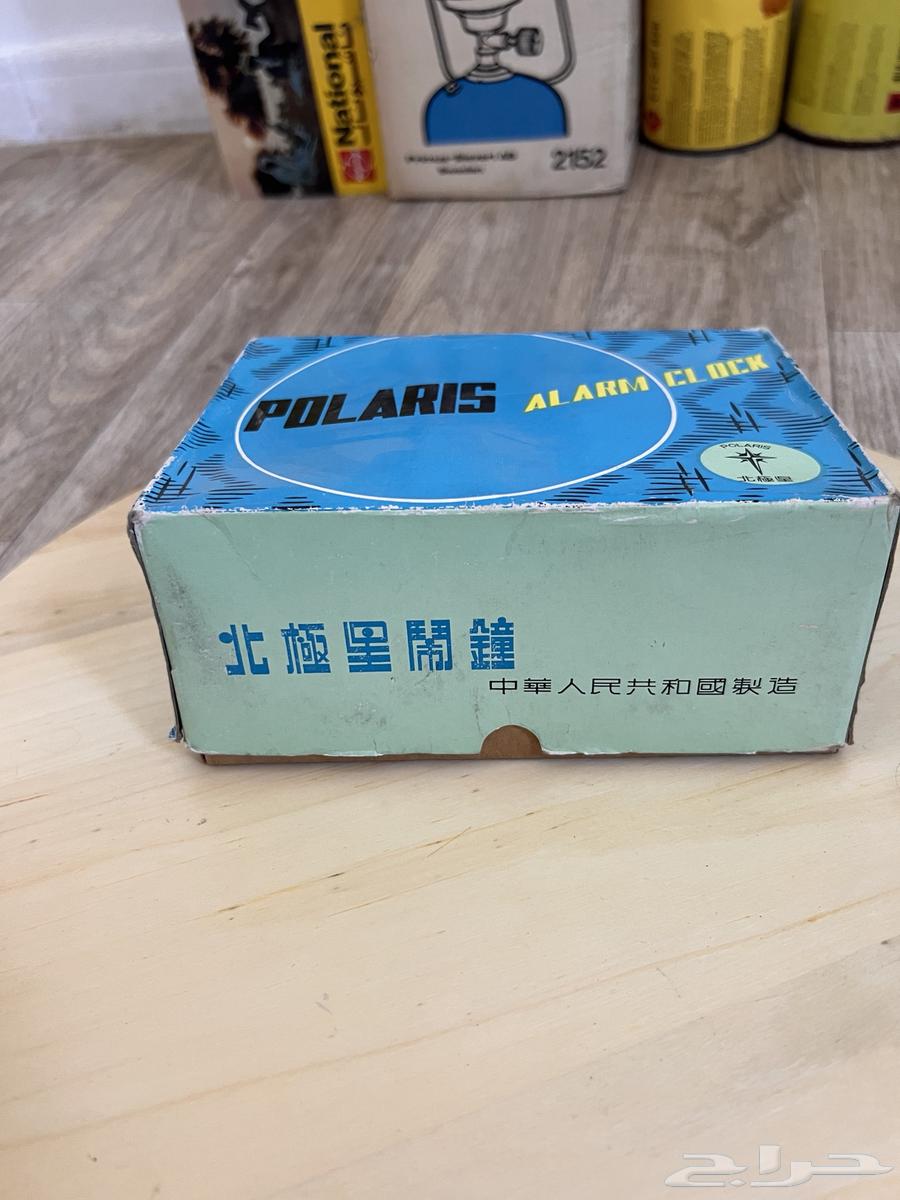 National
2152
POLARIS ALARM CLOCK
POLARIS
北極星
北極星鬧鐘
中華人民共和國製造
حراج